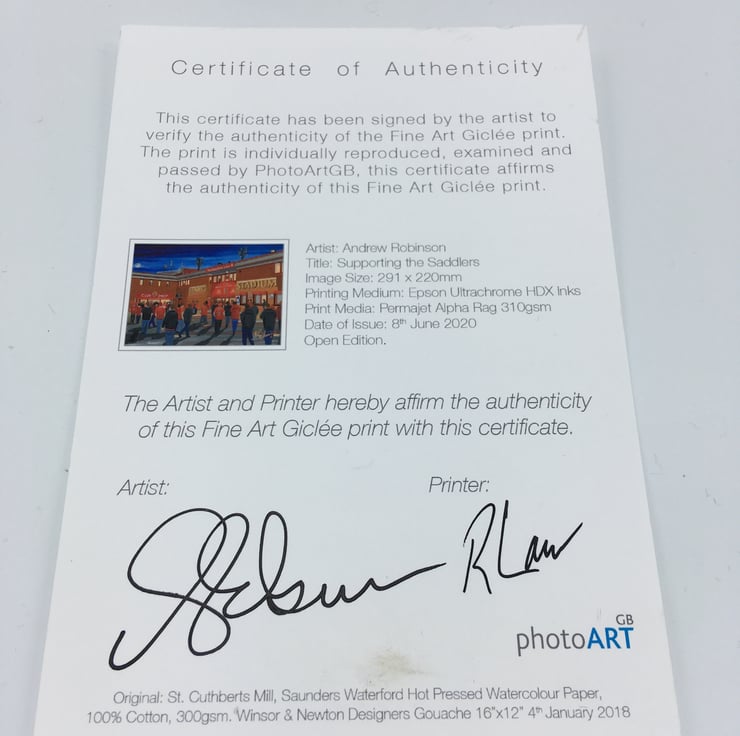 Certificate of Authenticity
This certificate has been signed by the artist to
verify the authenticity of the Fine Art Giclée print.
The print is individually reproduced, examined and
passed by PhotoArtGB, this certificate affirms
the authenticity of this Fine Art Giclée print.
STADIUM
Artist: Andrew Robinson
Title: Supporting the Saddlers
Image Size: 291 x 220mm
Printing Medium: Epson Ultrachrome HDX Inks
Print Media: Permajet Alpha Rag 310gsm
Date of Issue: 8th June 2020
Open Edition.
The Artist and Printer hereby affirm the authenticity
of this Fine Art Giclée print with this certificate.
Artist:
Printer:
R Law
GB
photoART
Original: St. Cuthberts Mill, Saunders Waterford Hot Pressed Watercolour Paper,
100% Cotton, 300gsm. Winsor & Newton Designers Gouache 16"x12" 4th January 2018